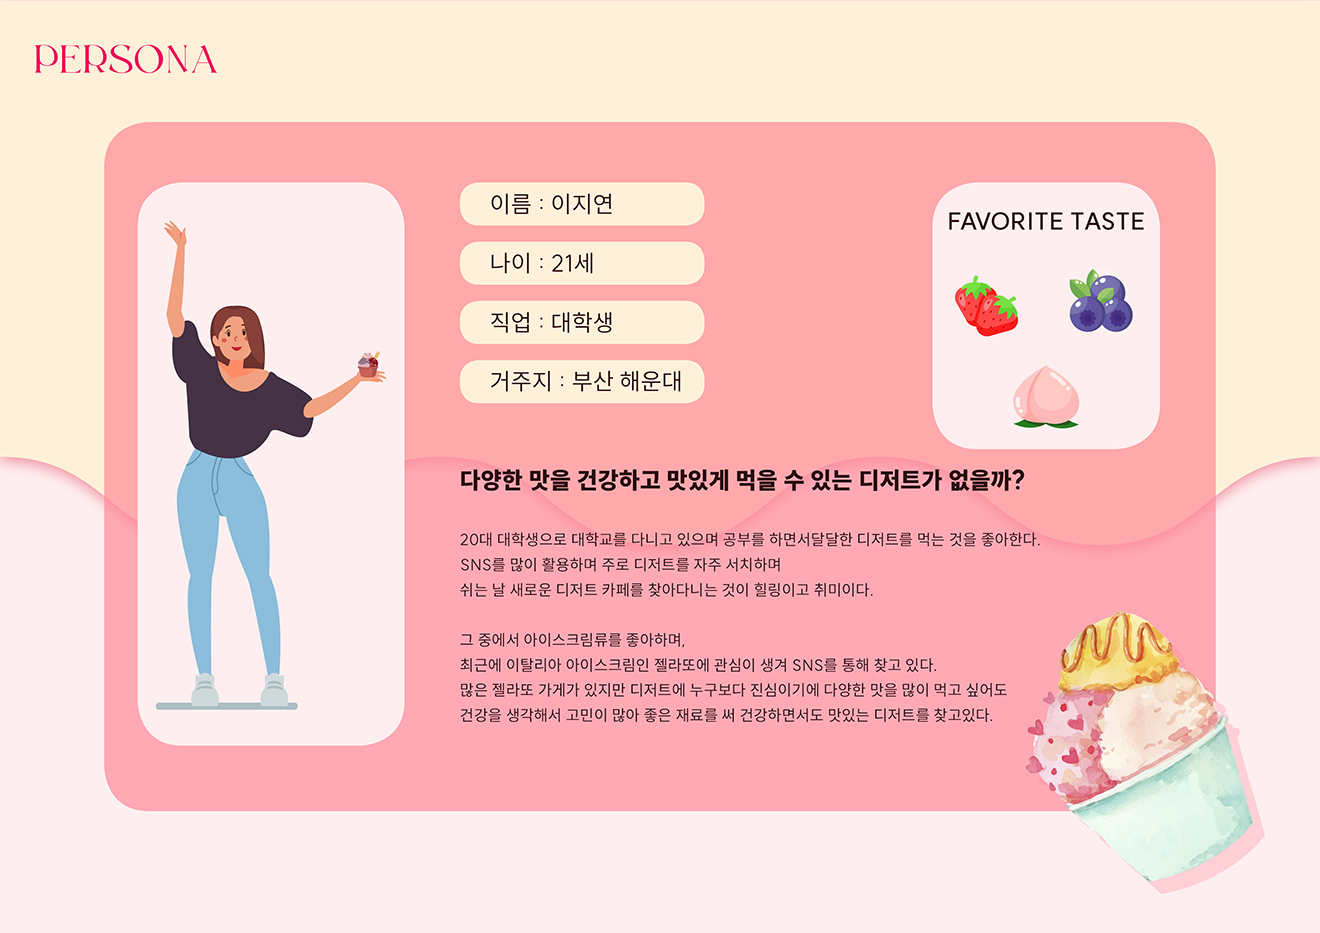 PERSONA
이름 : 이지연
나이 : 21세
직업 : 대학생
거주지 : 부산 해운대
FAVORITE TASTE
다양한 맛을 건강하고 맛있게 먹을 수 있는 디저트가 없을까?
20대 대학생으로 대학교를 다니고 있으며 공부를 하면서달달한 디저트를 먹는 것을 좋아한다.
SNS를 많이 활용하며 주로 디저트를 자주 서치하며
쉬는 날 새로운 디저트 카페를 찾아다니는 것이 힐링이고 취미이다.
그 중에서 아이스크림류를 좋아하며,
최근에 이탈리아 아이스크림인 젤라또에 관심이 생겨 SNS를 통해 찾고 있다.
많은 젤라또 가게가 있지만 디저트에 누구보다 진심이기에 다양한 맛을 많이 먹고 싶어도
건강을 생각해서 고민이 많아 좋은 재료를 써 건강하면서도 맛있는 디저트를 찾고있다.